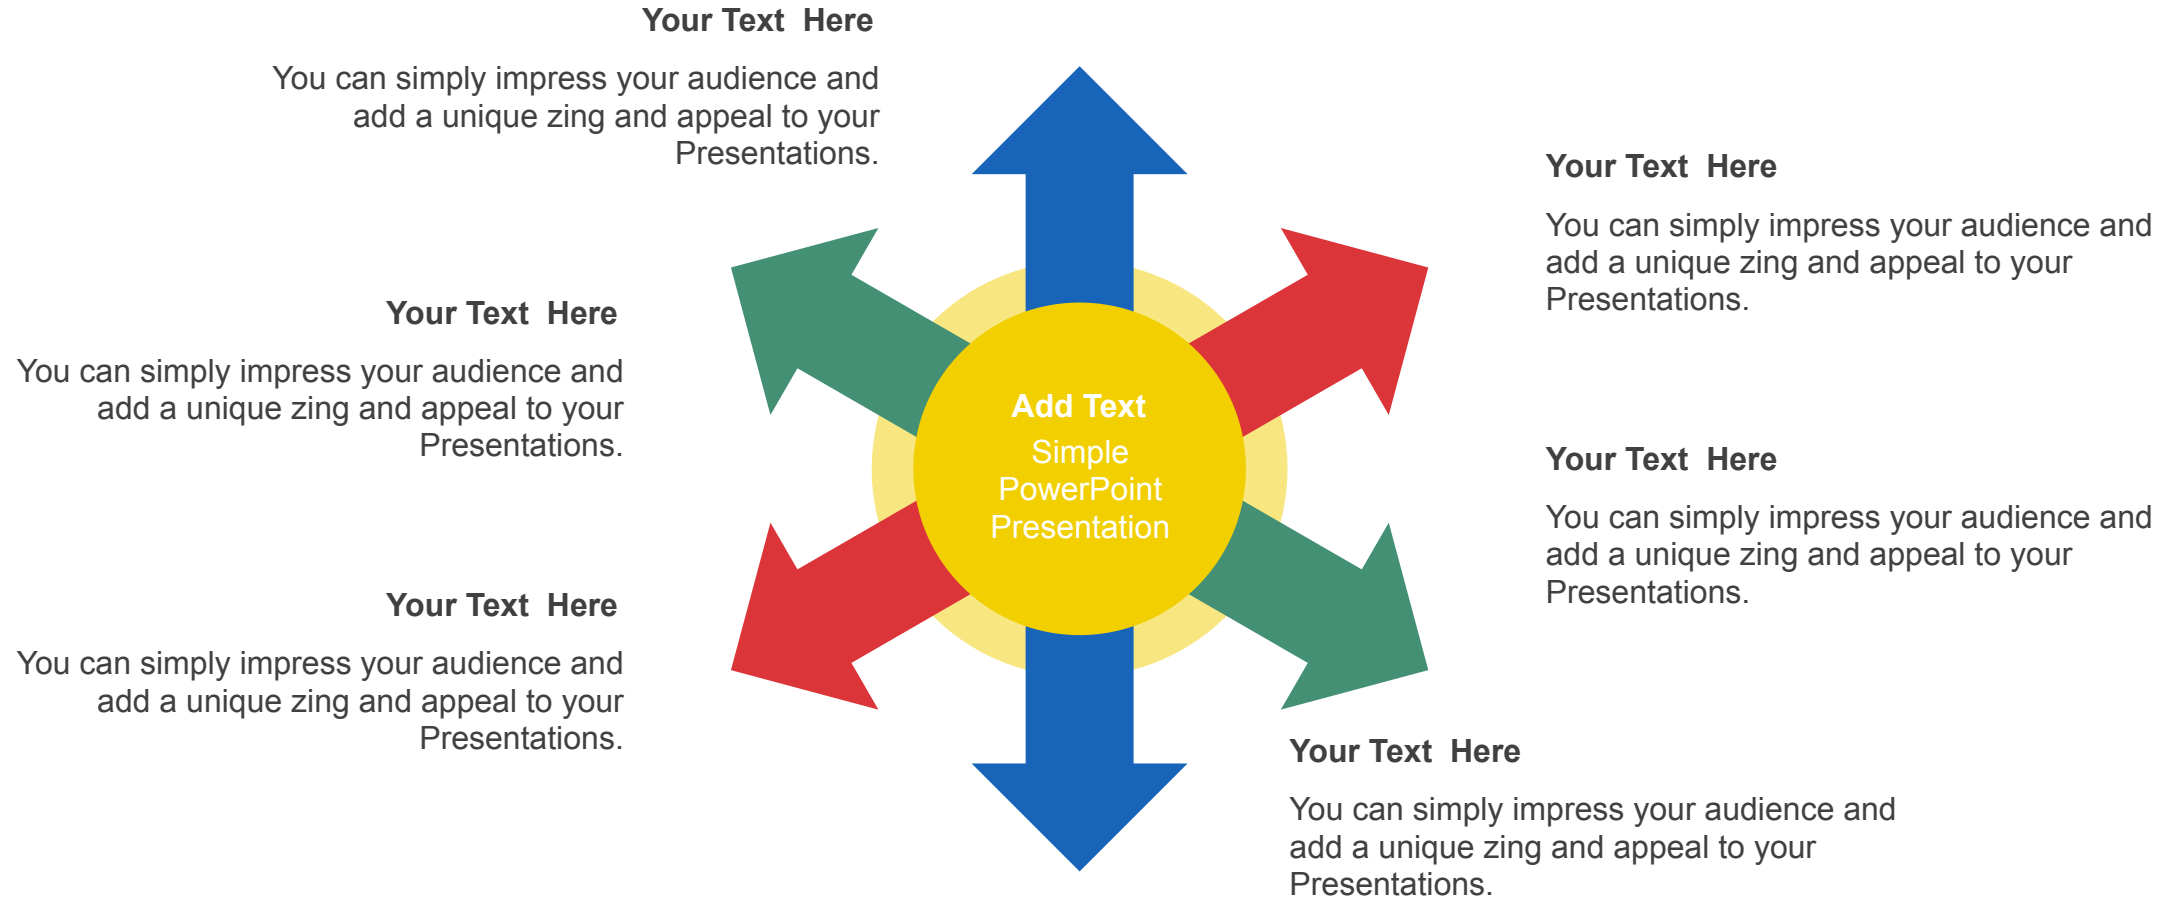 Your Text  Here
You can simply impress your audience and
add a unique zing and appeal to your
Presentations.
Your Text  Here
You can simply impress your audience and
add a unique zing and appeal to your
Presentations.
Your Text  Here
You can simply impress your audience and
add a unique zing and appeal to your
Presentations.
Add Text
Simple
PowerPoint
Presentation
Your Text  Here
You can simply impress your audience and
add a unique zing and appeal to your
Presentations.
Your Text  Here
You can simply impress your audience and
add a unique zing and appeal to your
Presentations.
Your Text  Here
You can simply impress your audience and
add a unique zing and appeal to your
Presentations.